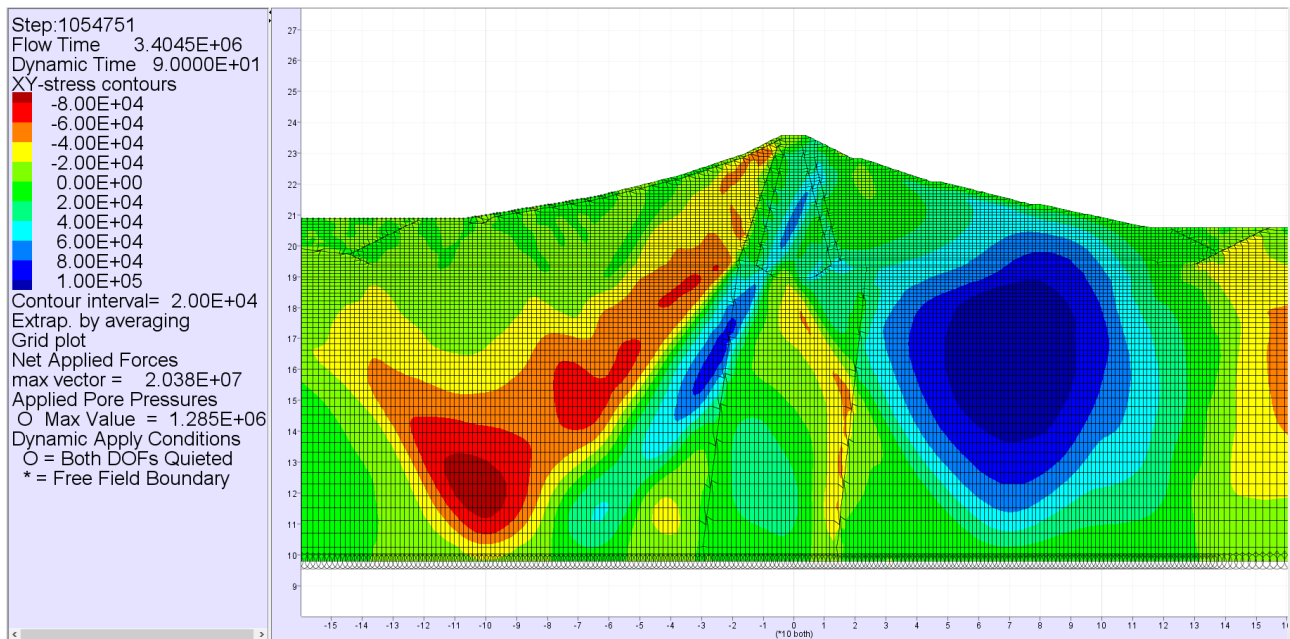 Step:1054751
Flow Time 3.4045E+06
Dynamic Time 9.0000E+01
XY-stress contours
-8.00E+04
-6.00E+04
-4.00E+04
-2.00E+04
0.00E+00
2.00E+04
4.00E+04
6.00E+04
8.00E+04
1.00E+05
Contour interval= 2.00E+04
Extrap. by averaging
Grid plot
Net Applied Forces
max vector = 2.038E+07
Applied Pore Pressures
O Max Value = 1.285E+06
Dynamic Apply Conditions
O = Both DOFs Quieted
* = Free Field Boundary
27
26
25
24
23
22
21
20
19
18
17
16
15
14
13
12
11
10
9
-15 -14 -13 -12 -11 -10 -9 -8 -7 -6 -5 -4 -3 -2 -1 0 1 2 3 4 5 6 7 8 9 10 11 12 13 14 15
(*10 both)